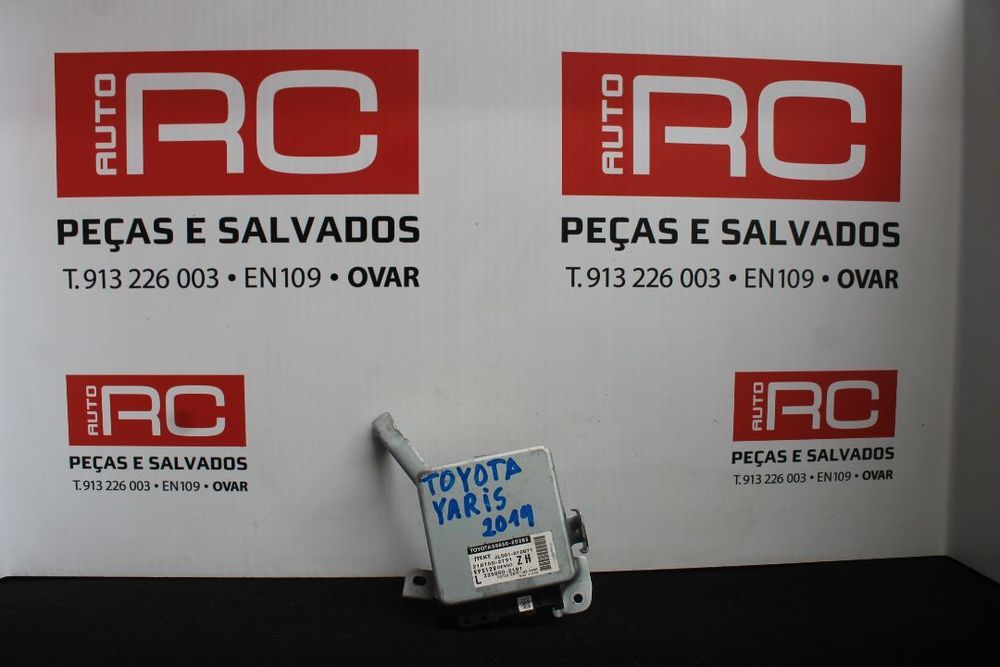 AUTO RC
PEÇAS E SALVADOS
T. 913 226 003 • EN109 • OVAR
AUTO RC
PEÇAS E SALVADOS
T. 913 226 003 • EN109 • OVAR
AUTO RC
PEÇAS E SALVADOS
T. 913 226 003 • EN109 • OVAR
AUTO RC
PEÇAS E SALVADOS
T. 913 226 003 • EN109 • OVAR
TOYOTA
YARiS
2019
ZH
L